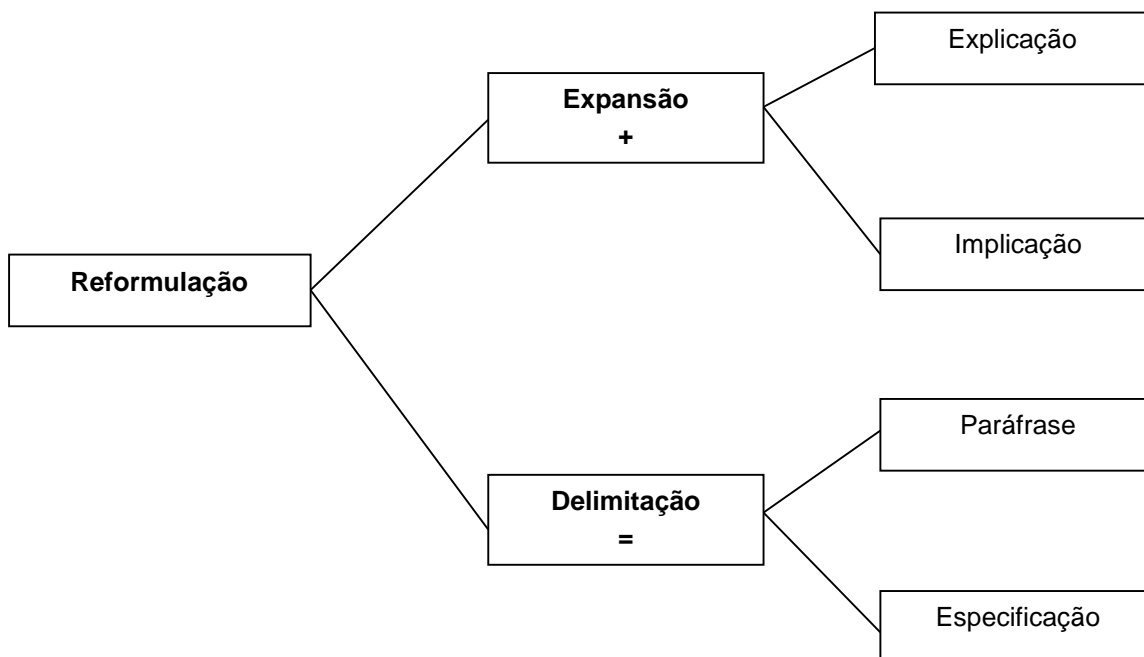 Explicação
Expansão
+
Implicação
Reformulação
Paráfrase
Delimitação
=
Especificação